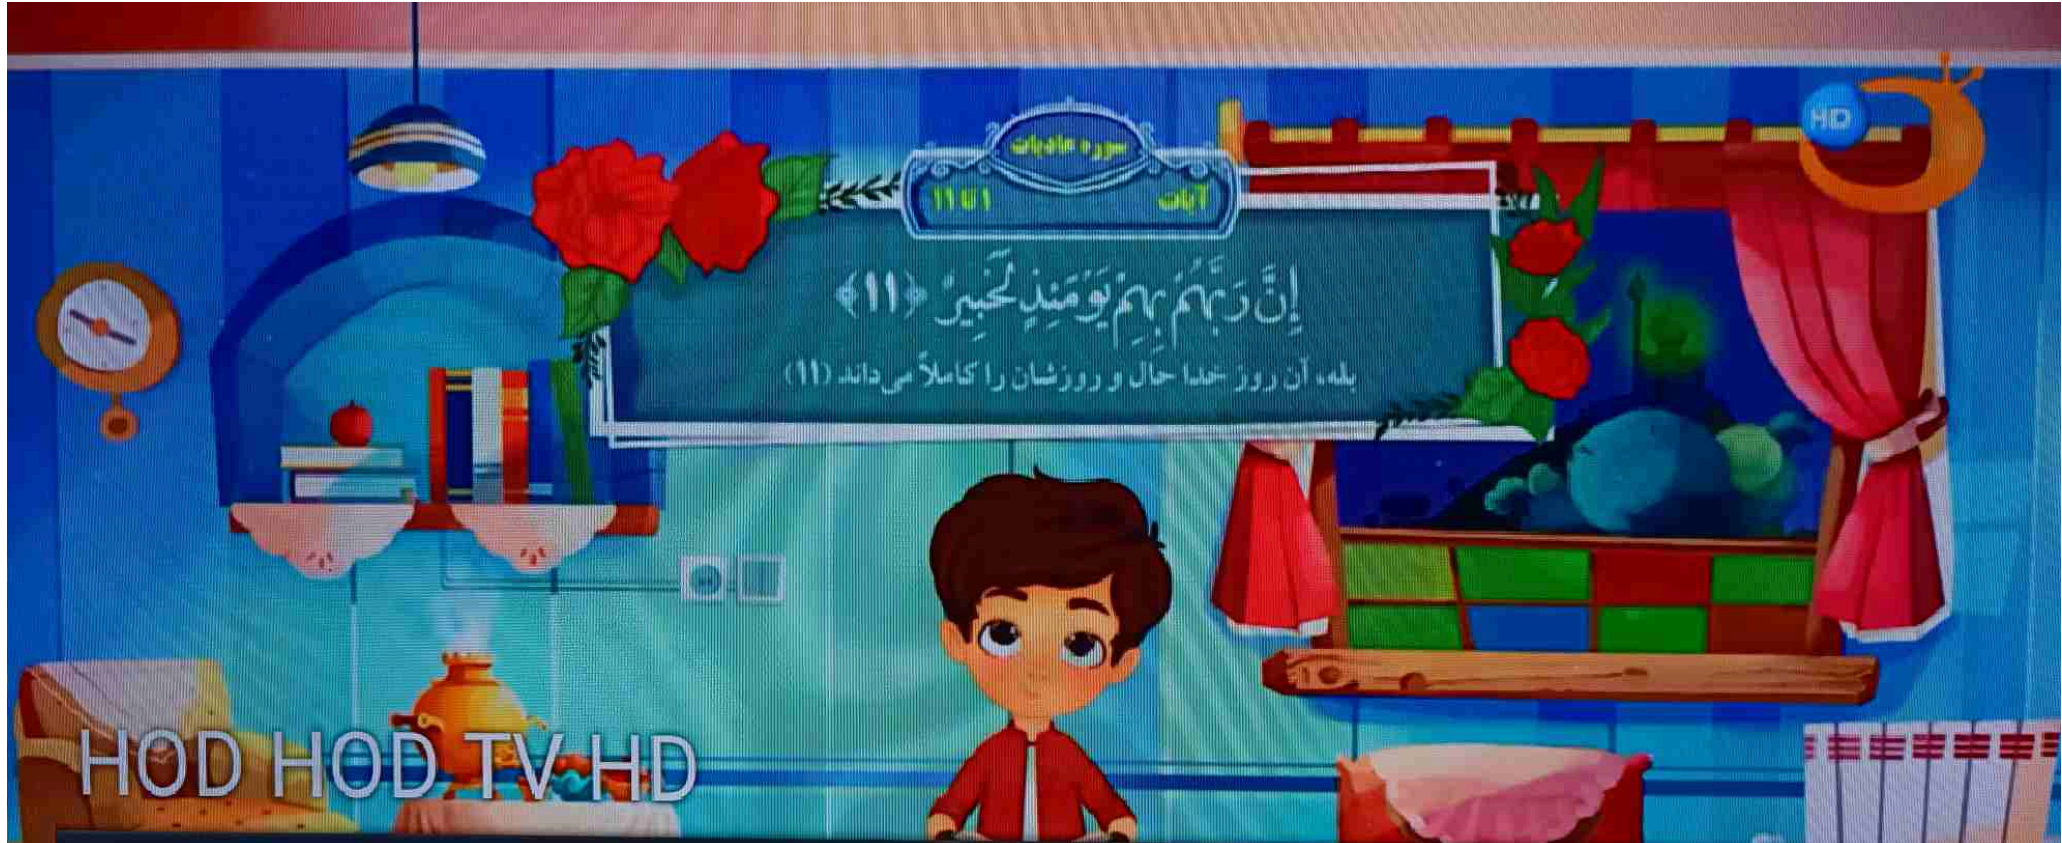 HD
سوره عادیات
آیات ۱ تا ۱۱
إِنَّ رَبَّهُمْ بِهِمْ يَوْمَئِذٍ لَخَبِيرٌ ﴿۱۱﴾
بله، آن روز خدا حال و روزشان را کاملاً می‌داند (۱۱)
HOD HOD TV HD